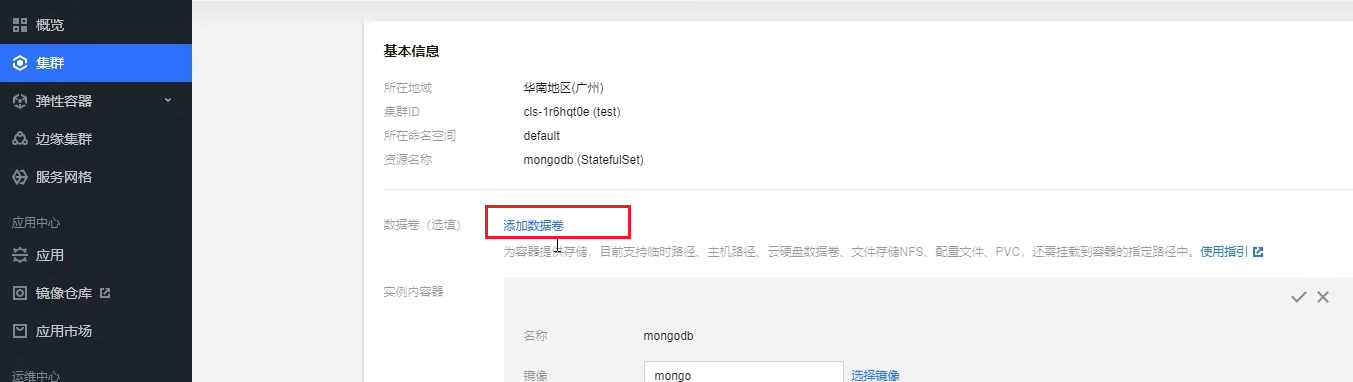 概览
集群
弹性容器
边缘集群
服务网格
应用中心
应用
镜像仓库
应用市场
运维中心
基本信息
所在地域 华南地区(广州)
集群ID cls-1r6hqt0e (test)
所在命名空间 default
资源名称 mongodb (StatefulSet)
数据卷（选填） 添加数据卷
为容器提供存储，目前支持临时路径、主机路径、云硬盘数据卷、文件存储NFS、配置文件、PVC，还需挂载到容器的指定路径中。使用指引
实例内容器
名称 mongodb
镜像 mongo 选择镜像